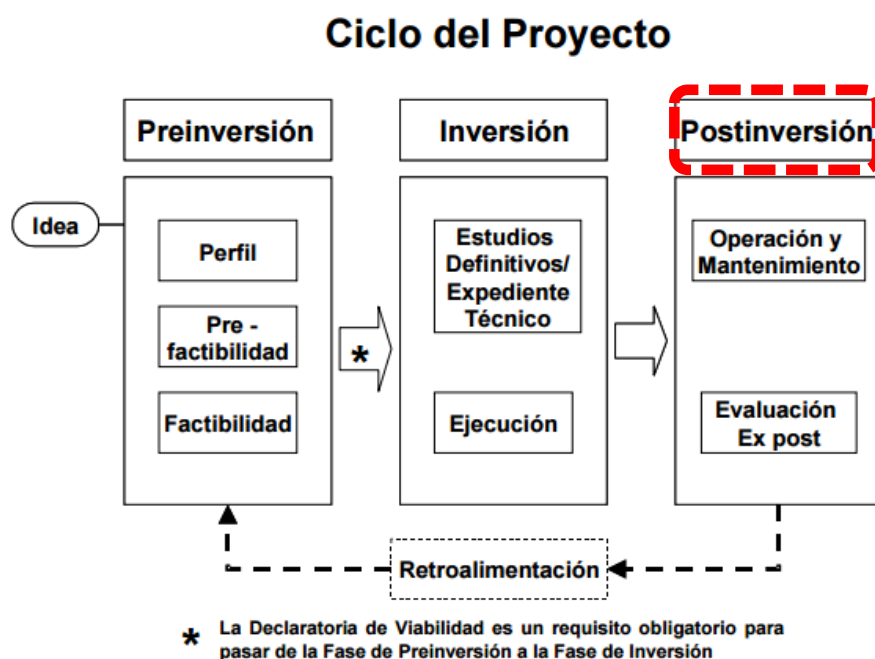 Ciclo del Proyecto
Preinversión
Inversión
Postinversión
Idea
Perfil
Pre -
factibilidad
Factibilidad
*
Estudios
Definitivos/
Expediente
Técnico
Ejecución
Operación y
Mantenimiento
Evaluación
Ex post
Retroalimentación
* La Declaratoria de Viabilidad es un requisito obligatorio para
pasar de la Fase de Preinversión a la Fase de Inversión